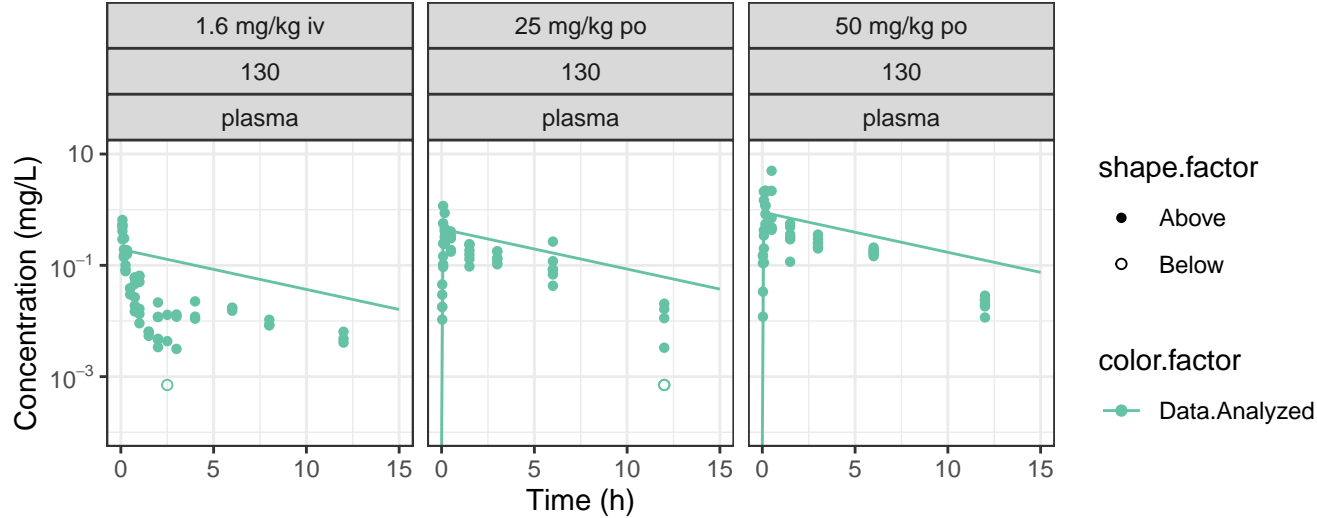 1.6 mg/kg iv
25 mg/kg po
50 mg/kg po
130
130
130
plasma
plasma
plasma
Concentration (mg/L)
10
10⁻¹
10⁻³
0 5 10 15
0 5 10 15
0 5 10 15
Time (h)
shape.factor
Above
Below
color.factor
Data.Analyzed